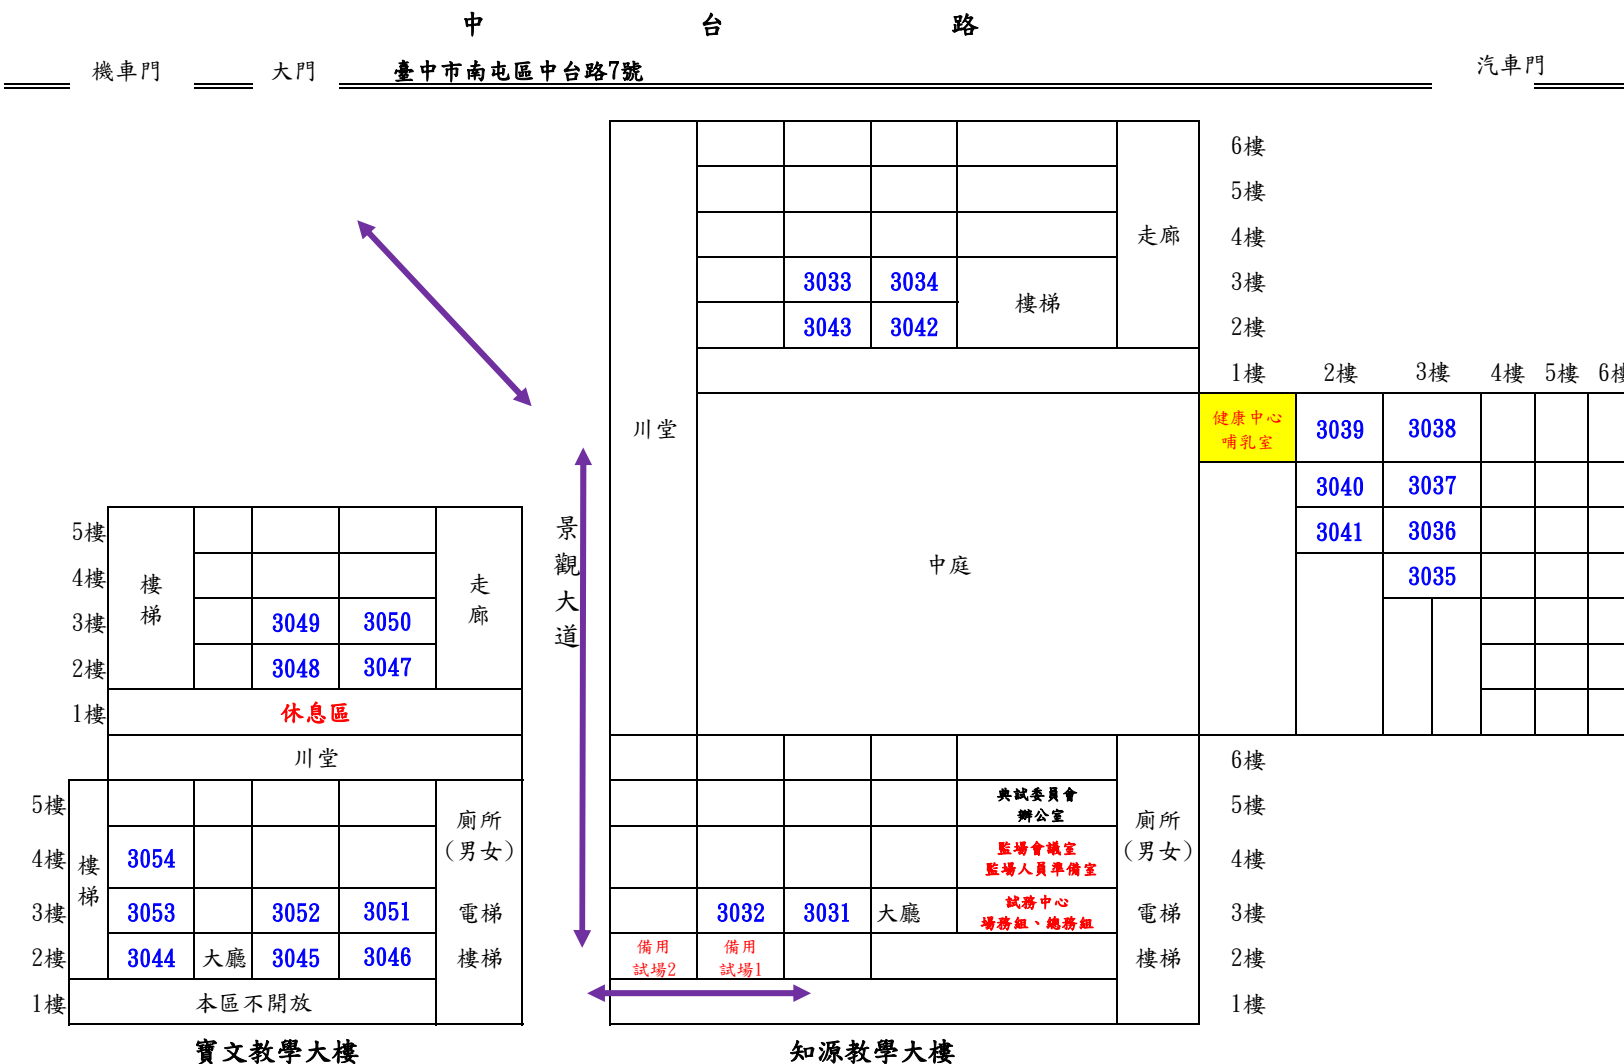 中 台 路
機車門 大門 臺中市南屯區中台路7號 汽車門
6樓
5樓
走廊 4樓
3033 3034 3樓
樓梯
3043 3042 2樓
1樓 2樓 3樓 4樓 5樓 6樓
川堂 健康中心 3039 3038
哺乳室
3040 3037
3041 3036
中庭
3035
景觀大道
5樓
4樓
樓梯 走廊
3樓 3049 3050
2樓 3048 3047
1樓 休息區
川堂
5樓
廁所
4樓 3054 (男女)
樓梯
3樓 3053 3052 3051 電梯
2樓 3044 大廳 3045 3046 樓梯
1樓 本區不開放
寶文教學大樓
6樓
典試委員會 5樓
辦公室
廁所
監場會議室 (男女) 4樓
監場人員準備室
3032 3031 大廳 試務中心 電梯 3樓
場務組、總務組
備用 備用 樓梯 2樓
試場2 試場1
1樓
知源教學大樓